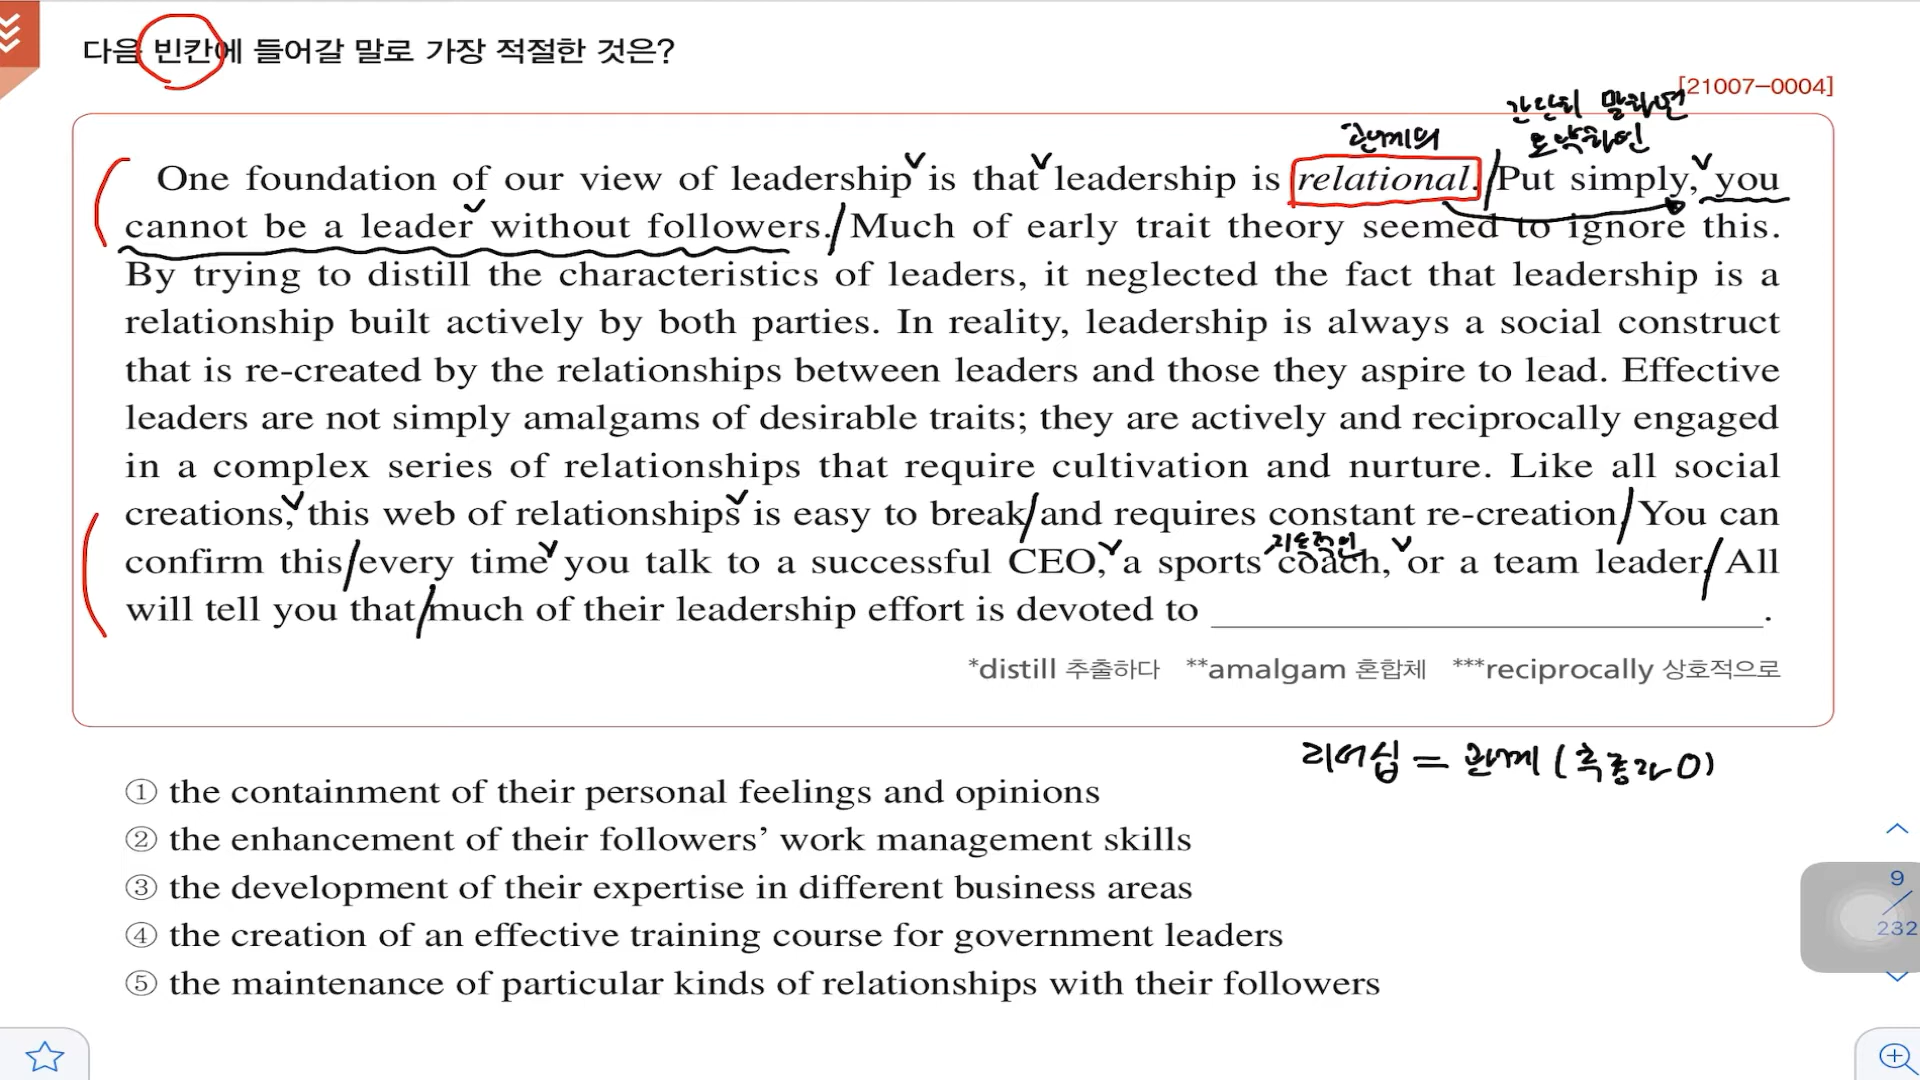 다음 빈칸에 들어갈 말로 가장 적절한 것은?
[21007-0004]
간단히 말하면
관계의 요약하면
One foundation of our view of leadership is that leadership is relational. Put simply, you
cannot be a leader without followers. Much of early trait theory seemed to ignore this.
By trying to distill the characteristics of leaders, it neglected the fact that leadership is a
relationship built actively by both parties. In reality, leadership is always a social construct
that is re-created by the relationships between leaders and those they aspire to lead. Effective
leaders are not simply amalgams of desirable traits; they are actively and reciprocally engaged
in a complex series of relationships that require cultivation and nurture. Like all social
creations, this web of relationships is easy to break and requires constant re-creation. You can
지속적인
confirm this every time you talk to a successful CEO, a sports coach, or a team leader. All
will tell you that much of their leadership effort is devoted to
*distill 추출하다 **amalgam 혼합체 ***reciprocally 상호적으로
리더십 = 관계 (추종자
① the containment of their personal feelings and opinions
② the enhancement of their followers’ work management skills
③ the development of their expertise in different business areas
④ the creation of an effective training course for government leaders
⑤ the maintenance of particular kinds of relationships with their followers
9
/
232